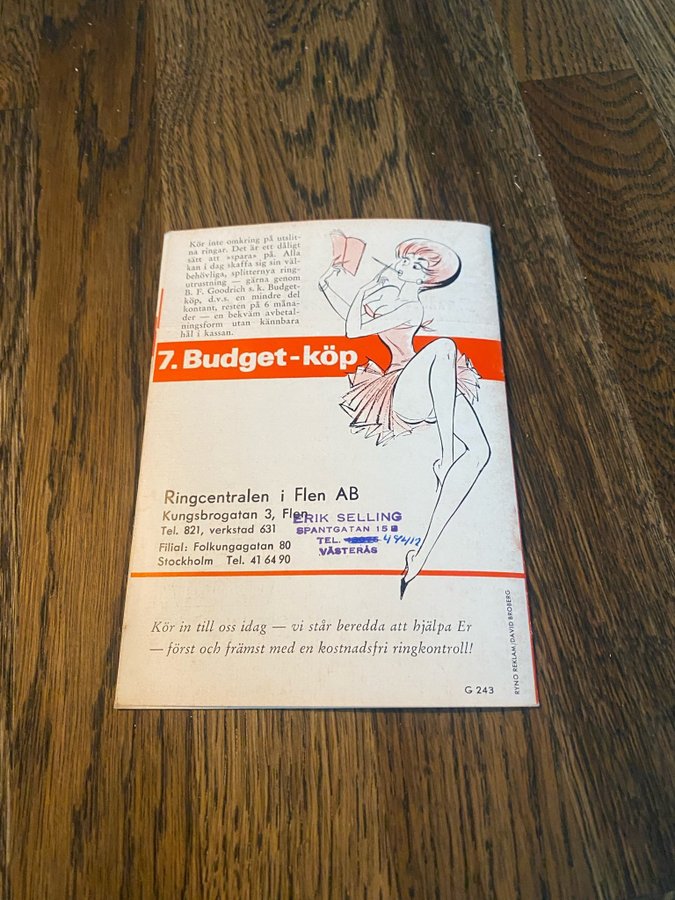 Kör inte omkring på utslit-
na ringar. Det är ett dåligt
sätt att »spara» på. Alla
kan i dag skaffa sig sin väl-
behövliga, splitternya ring-
utrustning — gärna genom
B. F. Goodrich s. k. Budget-
köp, d.v.s. en mindre del
kontant, resten på 6 måna-
der — en bekväm avbetal-
ningsform utan kännbara
hål i kassan.
7. Budget-köp
Ringcentralen i Flen AB
Kungsbrogatan 3, Flen
Tel. 821, verkstad 631
Filial: Folkungagatan 80
Stockholm Tel. 41 64 90
ERIK SELLING
SPANTGATAN 15
TEL. 48412
VÄSTERÅS
Kör in till oss idag — vi står beredda att hjälpa Er
— först och främst med en kostnadsfri ringkontroll!
G 243
RYNO REKLAM/DAVID BROBERG